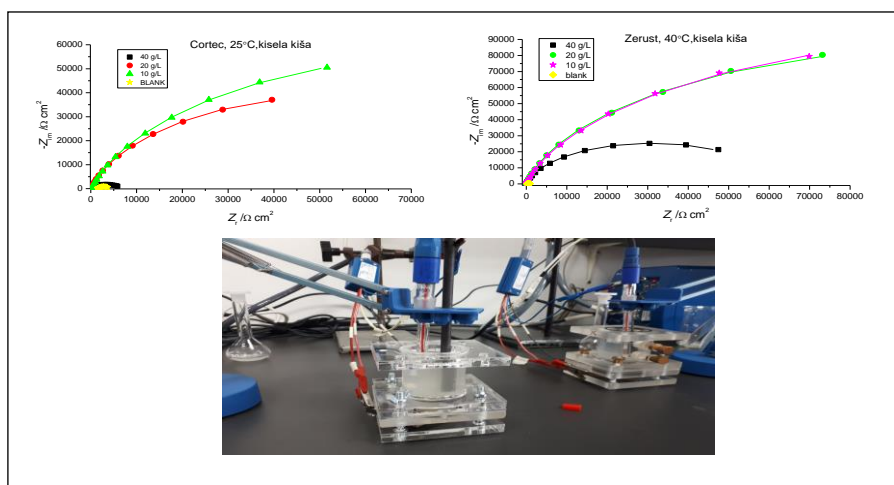 Cortec, 25°C,kisela kiša
40 g/L
20 g/L
10 g/L
BLANK
-Z_Im /Ω cm²
60000
50000
40000
30000
20000
10000
0
0 10000 20000 30000 40000 50000 60000 70000
Z_r /Ω cm²
Zerust, 40°C,kisela kiša
40 g/L
20 g/L
10 g/L
blank
-Z_Im /Ω cm²
90000
80000
70000
60000
50000
40000
30000
20000
10000
0
0 10000 20000 30000 40000 50000 60000 70000 80000
Z_r /Ω cm²